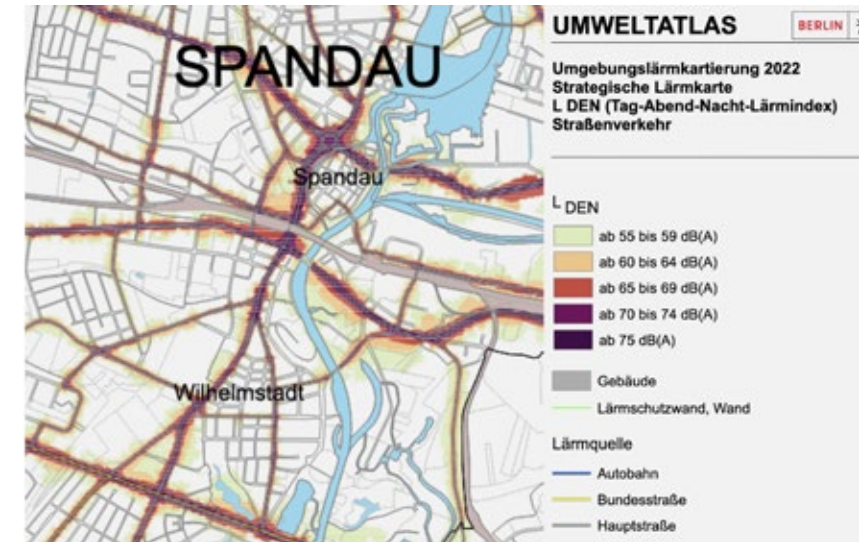 SPANDAU
Spandau
Wilhelmstadt
UMWELTATLAS
BERLIN
Umgebungslärmkartierung 2022
Strategische Lärmkarte
L DEN (Tag-Abend-Nacht-Lärmindex)
Straßenverkehr
L DEN
ab 55 bis 59 dB(A)
ab 60 bis 64 dB(A)
ab 65 bis 69 dB(A)
ab 70 bis 74 dB(A)
ab 75 dB(A)
Gebäude
Lärmschutzwand, Wand
Lärmquelle
Autobahn
Bundesstraße
Hauptstraße